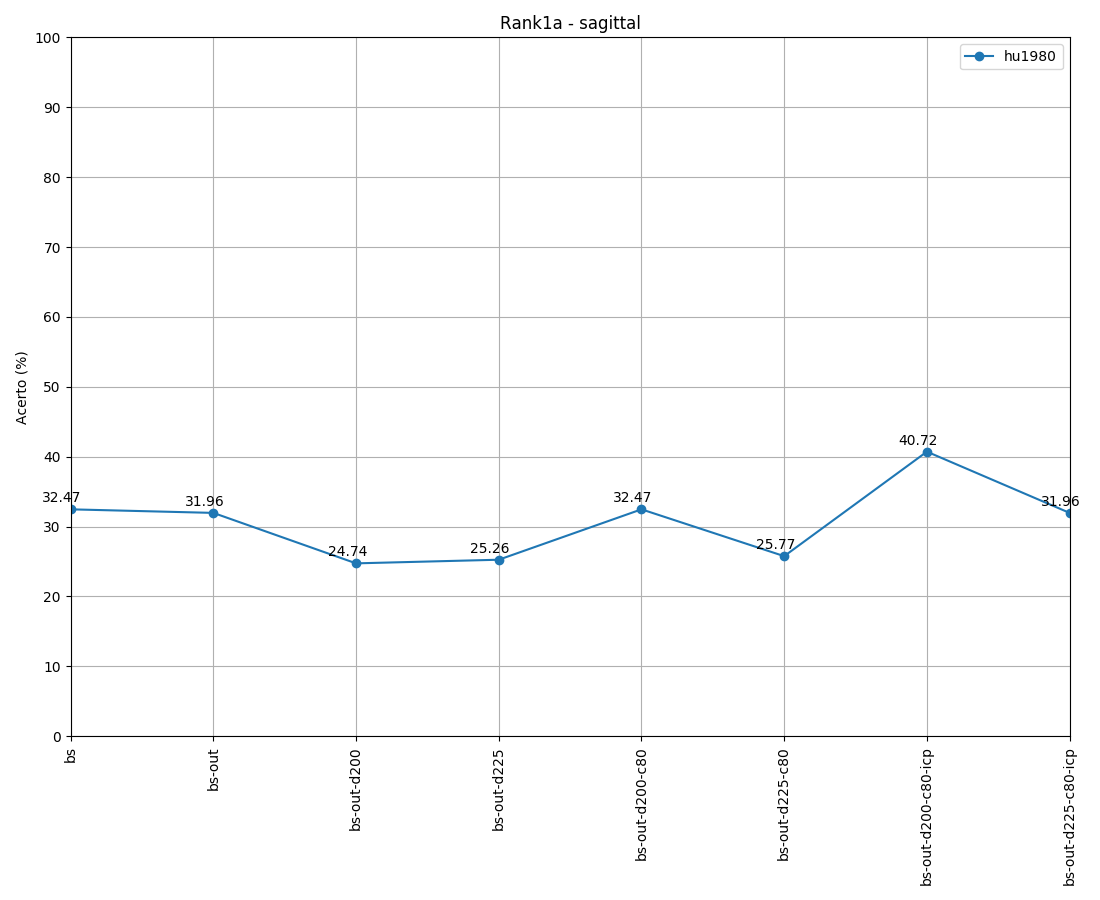 Rank1a - sagittal
hu1980
Acerto (%)
100
90
80
70
60
50
40
30
20
10
0
32.47
31.96
24.74
25.26
32.47
25.77
40.72
31.96
bs
bs-out
bs-out-d200
bs-out-d225
bs-out-d200-c80
bs-out-d225-c80
bs-out-d200-c80-icp
bs-out-d225-c80-icp